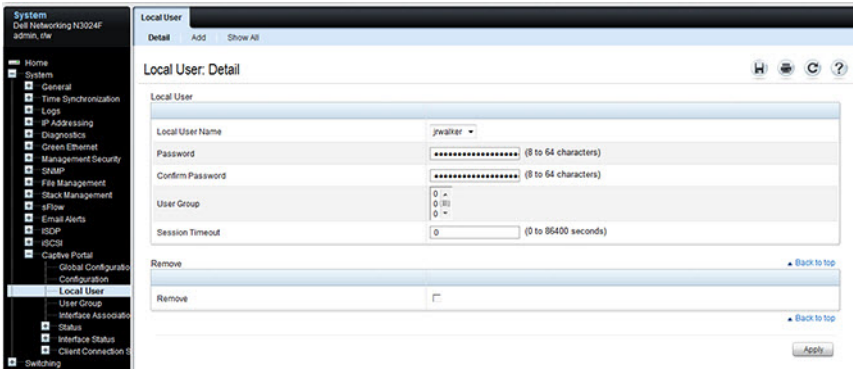 System
Dell Networking N3024F
admin, r/w
Home
System
General
Time Synchronization
Logs
IP Addressing
Diagnostics
Green Ethernet
Management Security
SNMP
File Management
Stack Management
sFlow
Email Alerts
ISDP
iSCSI
Captive Portal
Global Configuratio
Configuration
Local User
User Group
Interface Associatio
Status
Interface Status
Client Connection S
Switching
Local User
Detail Add Show All
Local User: Detail
Local User
Local User Name jrwalker
Password (8 to 64 characters)
Confirm Password (8 to 64 characters)
User Group 0
0
0
Session Timeout 0 (0 to 86400 seconds)
Remove Back to top
Remove
Back to top
Apply